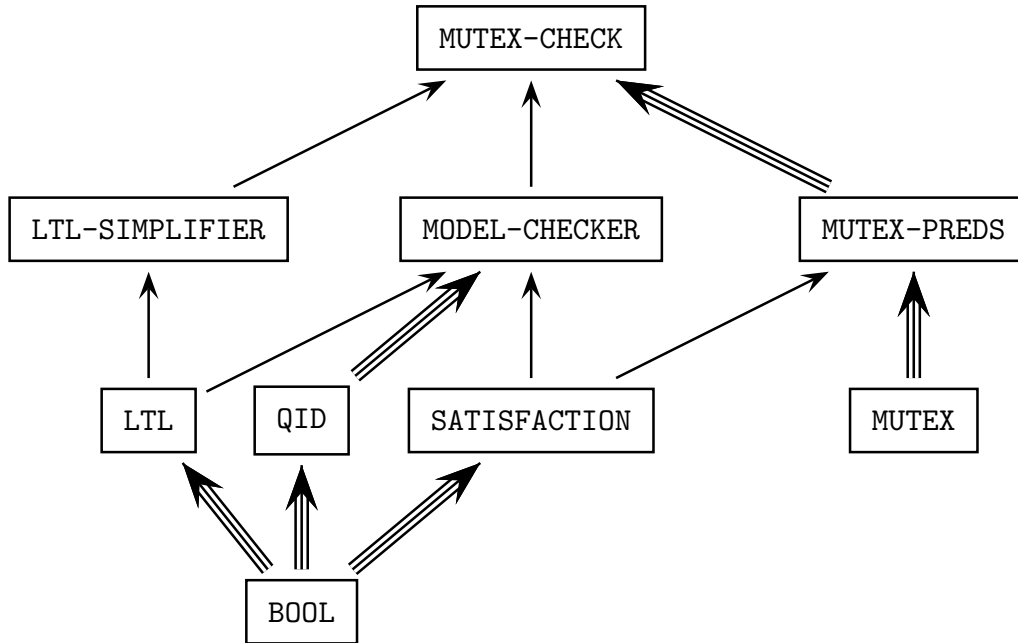 MUTEX-CHECK
LTL-SIMPLIFIER
MODEL-CHECKER
MUTEX-PREDS
LTL
QID
SATISFACTION
MUTEX
BOOL